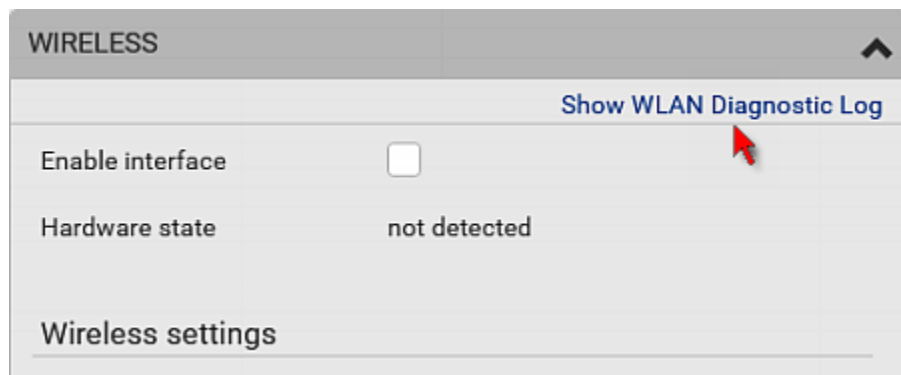 WIRELESS
Show WLAN Diagnostic Log
Enable interface
Hardware state not detected
Wireless settings